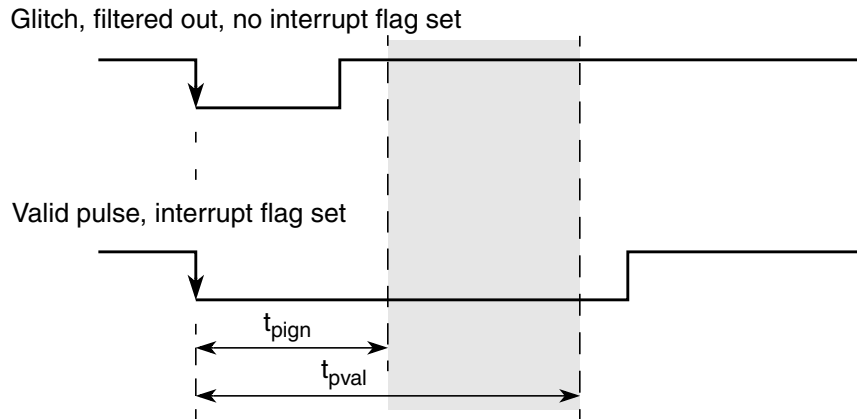 Glitch, filtered out, no interrupt flag set
Valid pulse, interrupt flag set
tpign
tpval